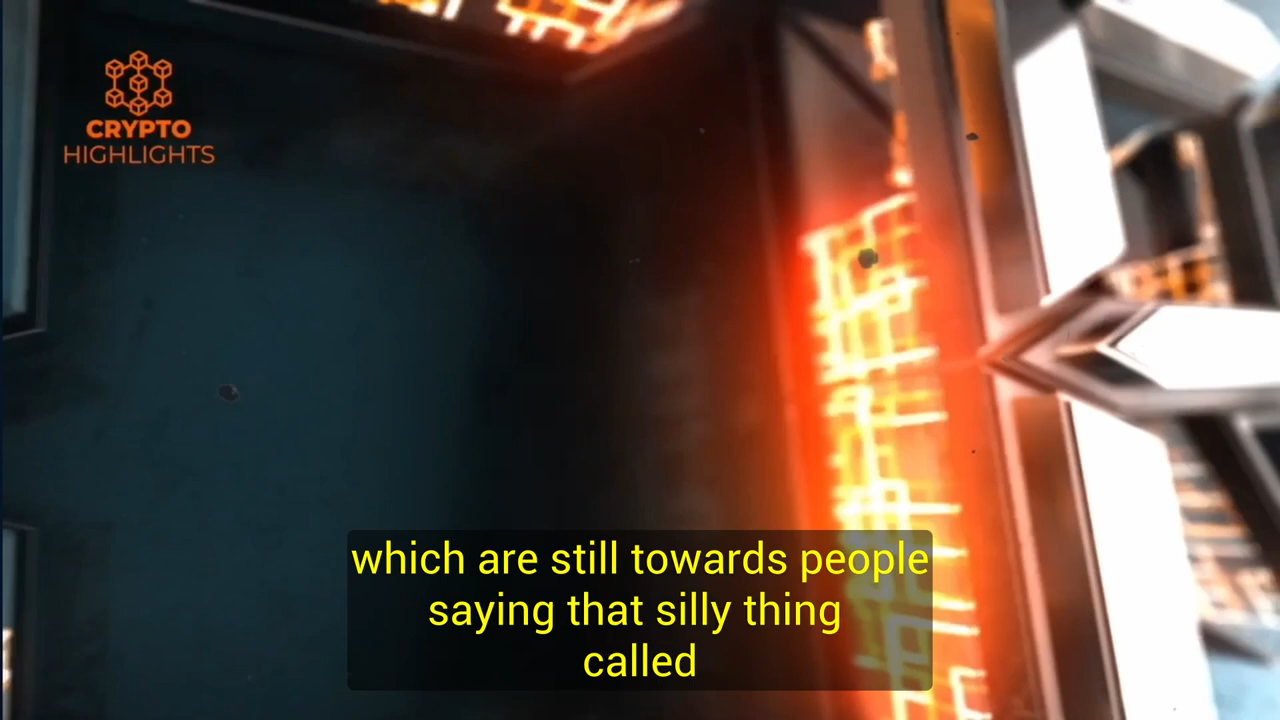 CRYPTO
HIGHLIGHTS
which are still towards people
saying that silly thing
called